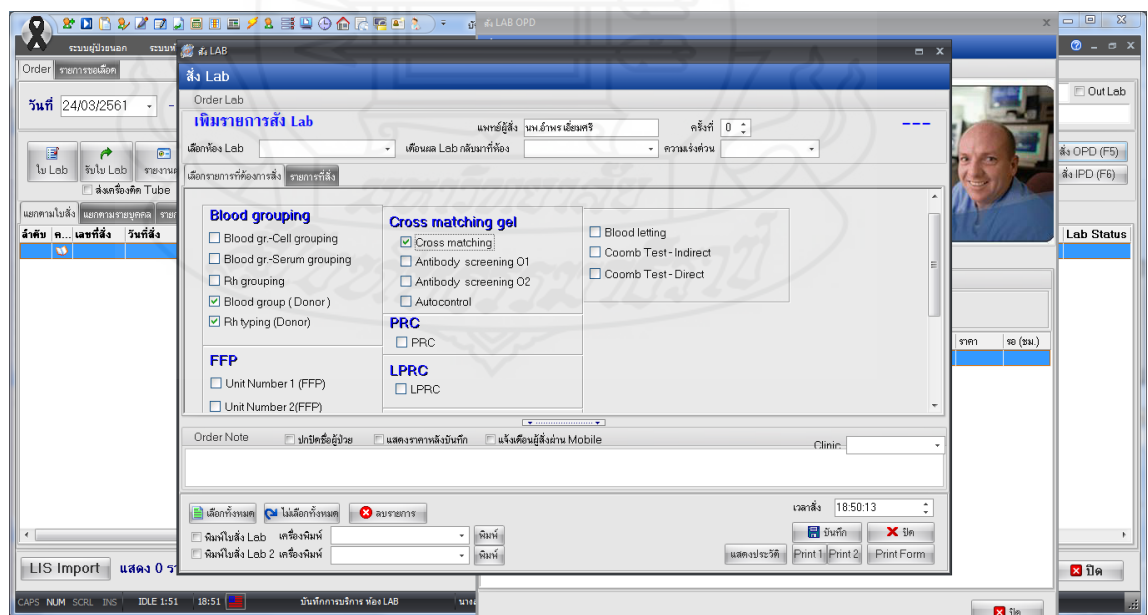 สั่ง LAB OPD
ระบบผู้ป่วยนอก
Order รายการขอเลือด
วันที่ 24/03/2561 -
Out Lab
ใบ Lab รับใบ Lab
ส่งเครื่องติด Tube
สั่ง OPD (F5)
สั่ง IPD (F6)
แยกตามใบสั่ง แยกตามรายบุคคล
ลำดับ ค... เลขที่สั่ง วันที่สั่ง
Lab Status
ราคา รอ (ชม.)
สั่ง LAB
สั่ง Lab
Order Lab
เพิ่มรายการสั่ง Lab
แพทย์ผู้สั่ง นพ.อำพร เอี่ยมศรี ครั้งที่ 0
---
เลือกห้อง Lab เตือนผล Lab กลับมาที่ห้อง ความเร่งด่วน
เลือกรายการที่ต้องการสั่ง รายการที่สั่ง
Blood grouping
Blood gr.-Cell grouping
Blood gr.-Serum grouping
Rh grouping
Blood group ( Donor )
Rh typing (Donor)
FFP
Unit Number 1 (FFP)
Unit Number 2(FFP)
Cross matching gel
Cross matching
Antibody screening O1
Antibody screening O2
Autocontrol
PRC
PRC
LPRC
LPRC
Blood letting
Coomb Test - Indirect
Coomb Test - Direct
Order Note ปกปิดชื่อผู้ป่วย แสดงราคาหลังบันทึก แจ้งเตือนผู้สั่งผ่าน Mobile Clinic
เลือกทั้งหมด ไม่เลือกทั้งหมด ลบรายการ
เวลาสั่ง 18:50:13
พิมพ์ใบสั่ง Lab เครื่องพิมพ์ พิมพ์
บันทึก ปิด
พิมพ์ใบสั่ง Lab 2 เครื่องพิมพ์ พิมพ์
แสดงประวัติ Print 1 Print 2 Print Form
LIS Import แสดง 0
ปิด
CAPS NUM SCRL INS IDLE 1:51 18:51 บันทึกการบริการ ห้อง LAB
ปิด